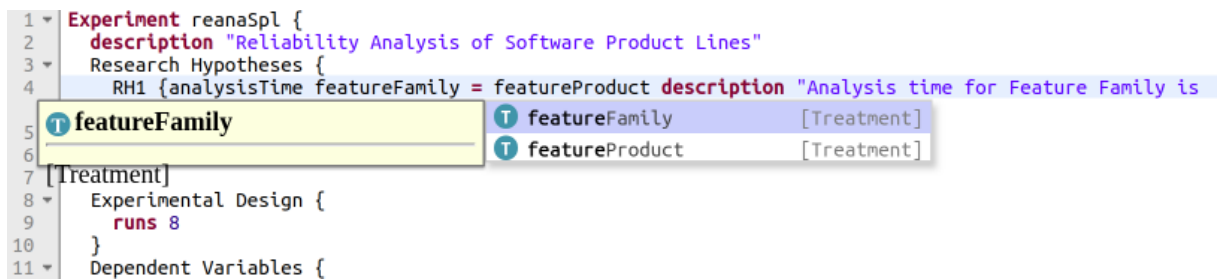 1 Experiment reanaSpl {
2 description "Reliability Analysis of Software Product Lines"
3 Research Hypotheses {
4 RH1 {analysisTime featureFamily = featureProduct description "Analysis time for Feature Family is
T featureFamily
T featureFamily [Treatment]
5
T featureProduct [Treatment]
6
7 [Treatment]
8 Experimental Design {
9 runs 8
10 }
11 Dependent Variables {